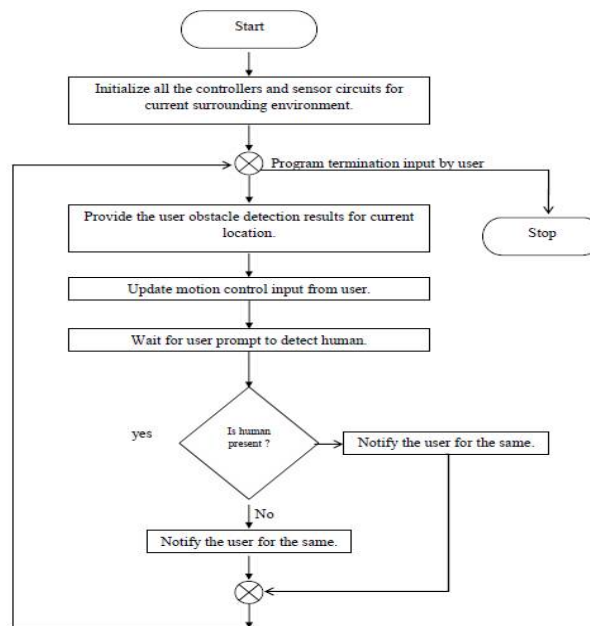 Start
Initialize all the controllers and sensor circuits for
current surrounding environment.
Program termination input by user
Provide the user obstacle detection results for current
location.
Stop
Update motion control input from user.
Wait for user prompt to detect human.
yes
Is human
present ?
Notify the user for the same.
No
Notify the user for the same.